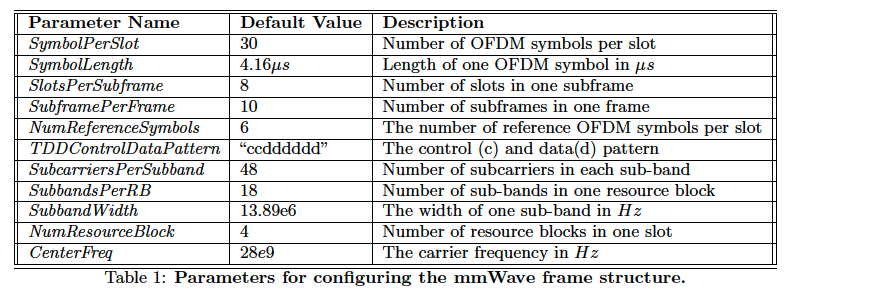 Parameter Name Default Value Description
SymbolPerSlot 30 Number of OFDM symbols per slot
SymbolLength 4.16μs Length of one OFDM symbol in μs
SlotsPerSubframe 8 Number of slots in one subframe
SubframePerFrame 10 Number of subframes in one frame
NumReferenceSymbols 6 The number of reference OFDM symbols per slot
TDDControlDataPattern “ccdddddd” The control (c) and data(d) pattern
SubcarriersPerSubband 48 Number of subcarriers in each sub-band
SubbandsPerRB 18 Number of sub-bands in one resource block
SubbandWidth 13.89e6 The width of one sub-band in Hz
NumResourceBlock 4 Number of resource blocks in one slot
CenterFreq 28e9 The carrier frequency in Hz
Table 1: Parameters for configuring the mmWave frame structure.